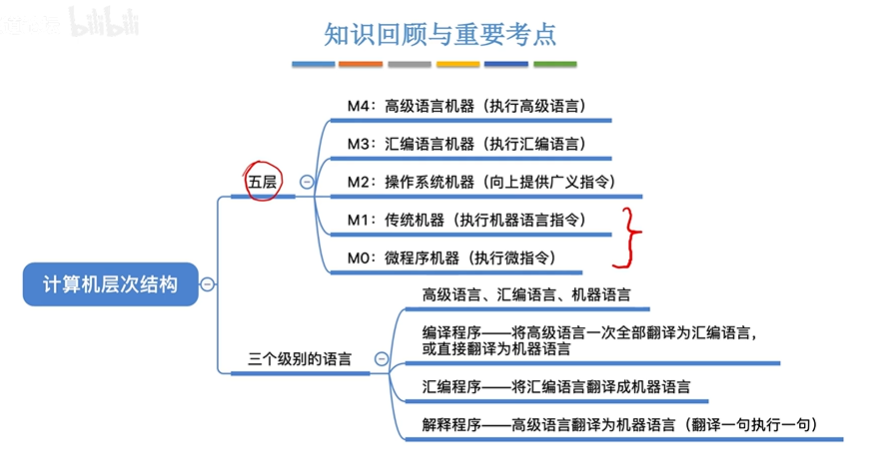 bilibili
知识回顾与重要考点
M4：高级语言机器（执行高级语言）
M3：汇编语言机器（执行汇编语言）
五层
M2：操作系统机器（向上提供广义指令）
M1：传统机器（执行机器语言指令）
M0：微程序机器（执行微指令）
计算机层次结构
高级语言、汇编语言、机器语言
编译程序——将高级语言一次全部翻译为汇编语言，
或直接翻译为机器语言
三个级别的语言
汇编程序——将汇编语言翻译成机器语言
解释程序——高级语言翻译为机器语言（翻译一句执行一句）